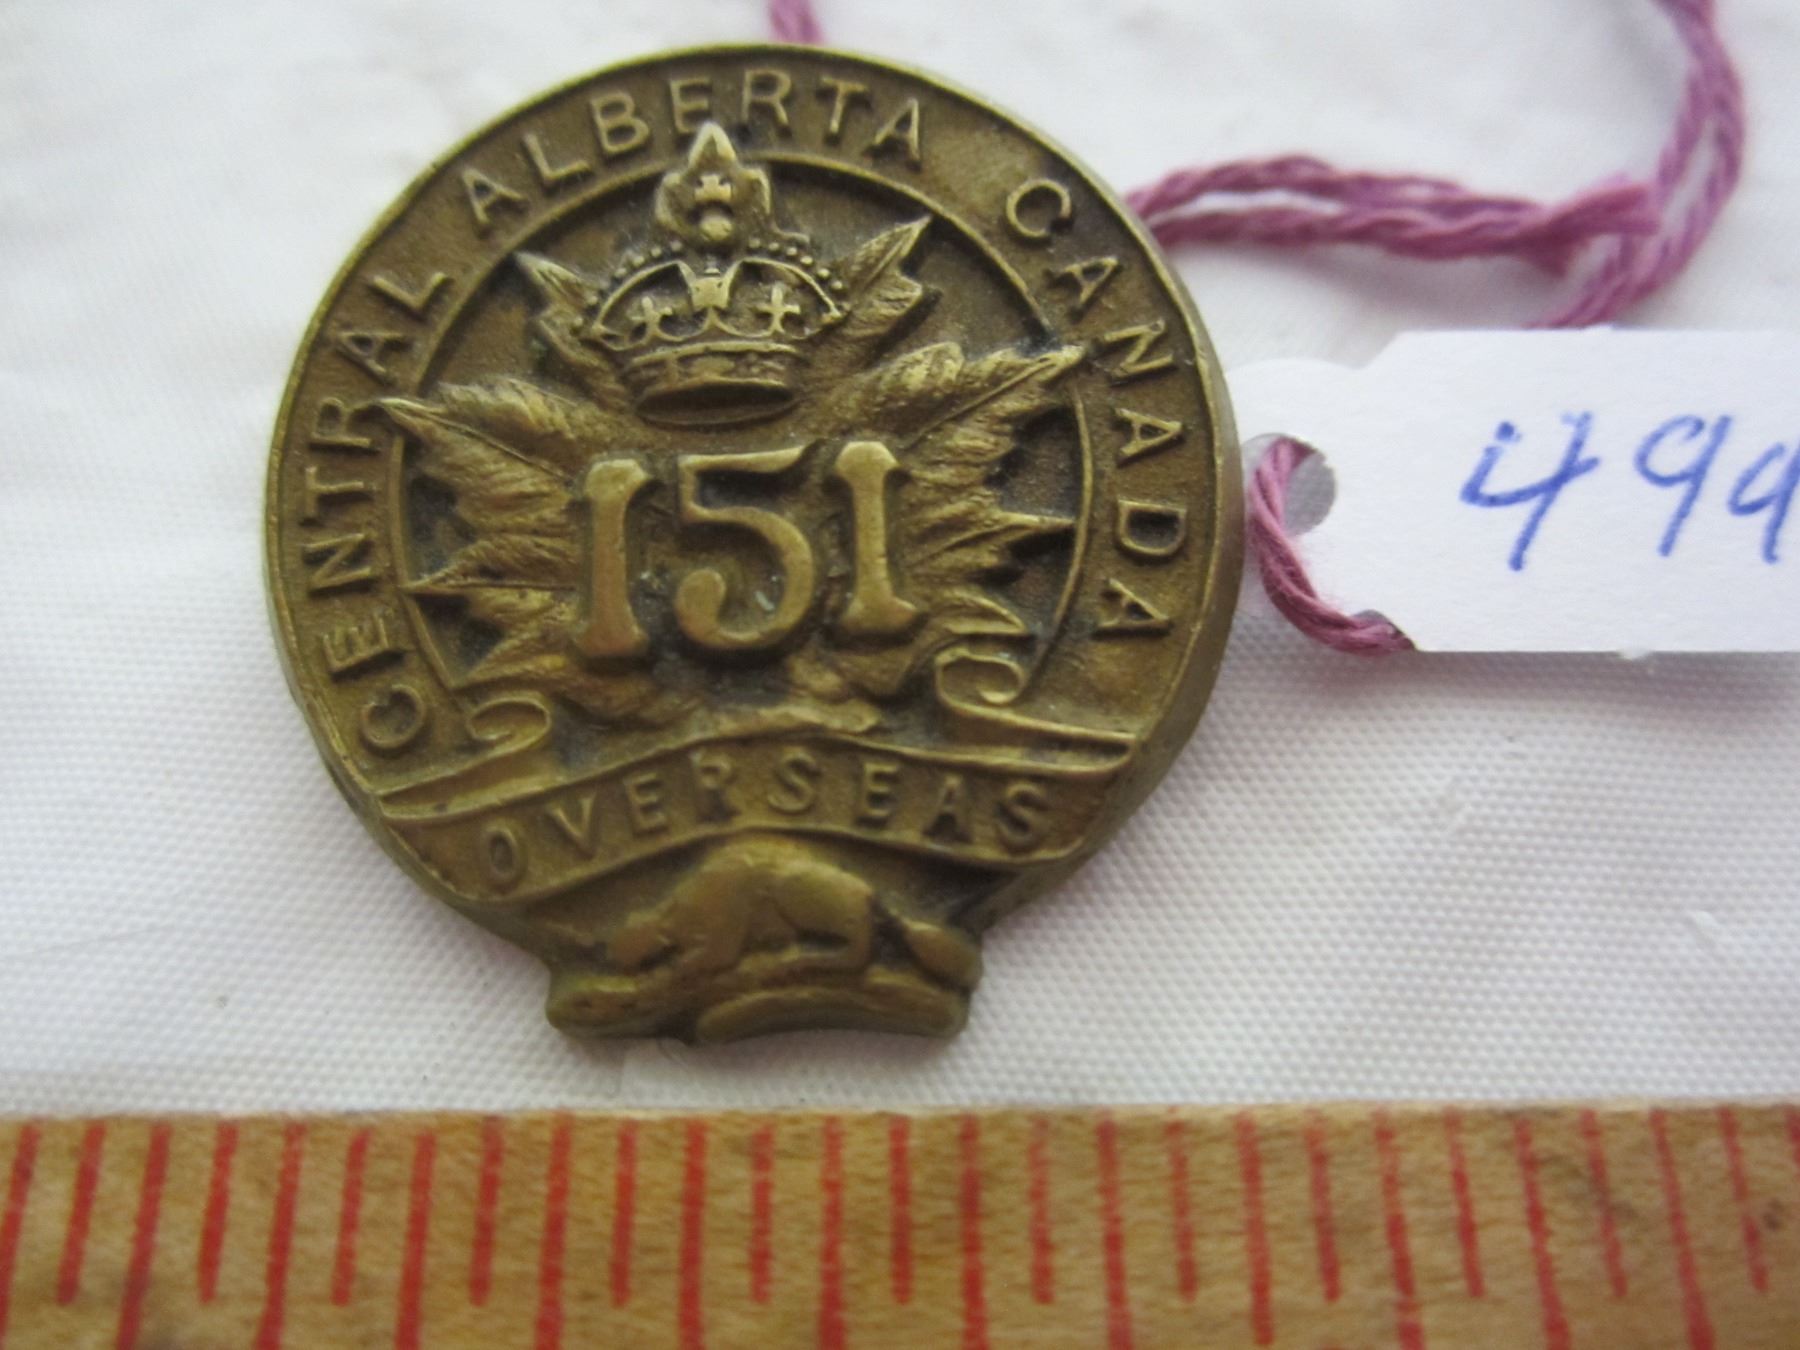 CENTRAL ALBERTA CANADA
151
OVERSEAS